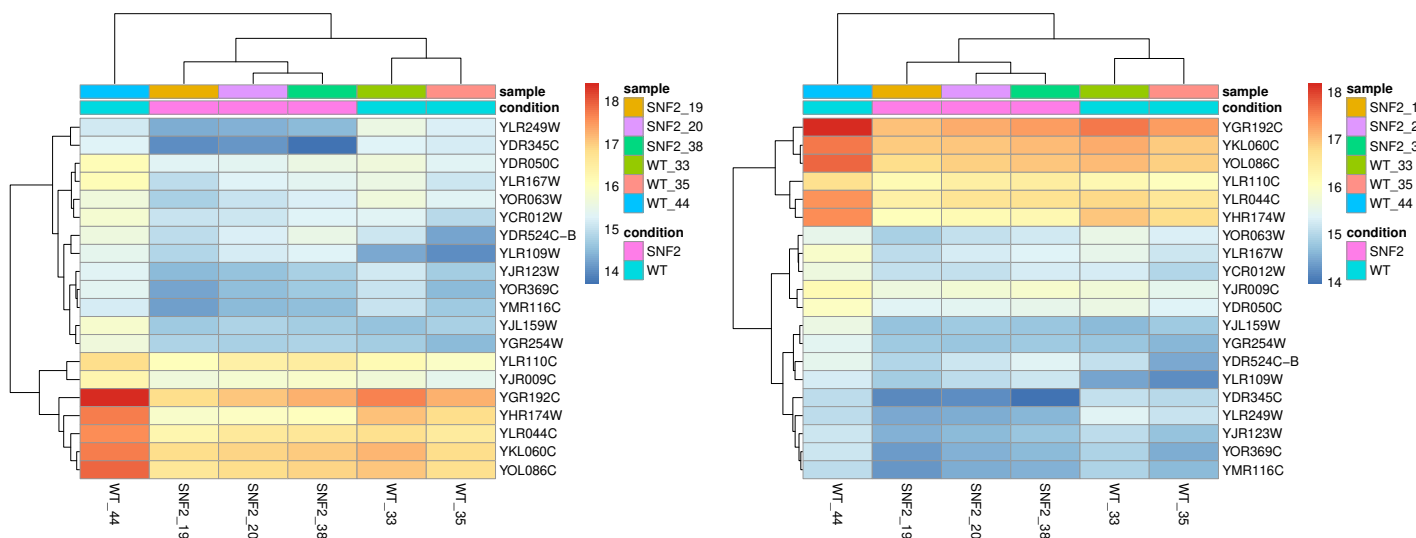 sample
condition
YLR249W
YDR345C
YDR050C
YLR167W
YOR063W
YCR012W
YDR524C−B
YLR109W
YJR123W
YOR369C
YMR116C
YJL159W
YGR254W
YLR110C
YJR009C
YGR192C
YHR174W
YLR044C
YKL060C
YOL086C
WT_44
SNF2_19
SNF2_20
SNF2_38
WT_33
WT_35
18
17
16
15
14
sample
SNF2_19
SNF2_20
SNF2_38
WT_33
WT_35
WT_44
condition
SNF2
WT
sample
condition
YGR192C
YKL060C
YOL086C
YLR110C
YLR044C
YHR174W
YOR063W
YLR167W
YCR012W
YJR009C
YDR050C
YJL159W
YGR254W
YDR524C−B
YLR109W
YDR345C
YLR249W
YJR123W
YOR369C
YMR116C
WT_44
SNF2_19
SNF2_20
SNF2_38
WT_33
WT_35
18
17
16
15
14
sample
SNF2_1
SNF2_2
SNF2_3
WT_33
WT_35
WT_44
condition
SNF2
WT